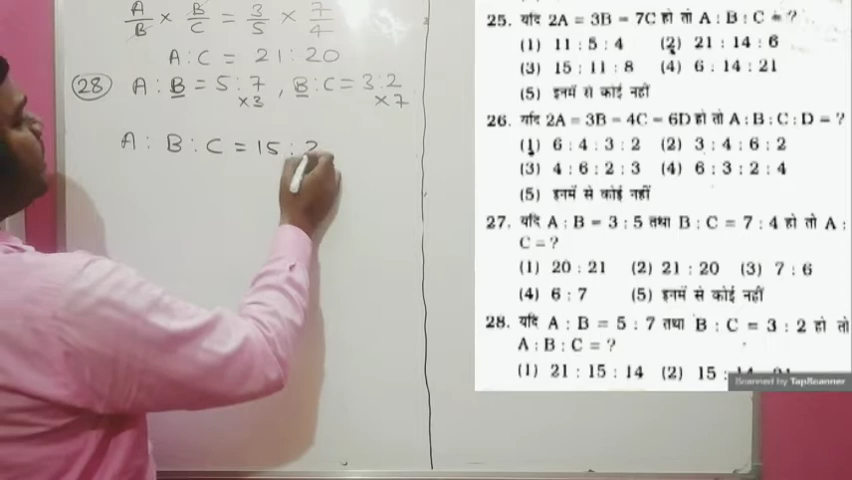 A/B × B/C = 3/5 × 7/4
A:C = 21:20
28 A:B = 5:7, B:C = 3:2
×3 ×7
A : B : C = 15 : 2
25. यदि 2A = 3B = 7C हो तो A : B : C = ?
(1) 11 : 5 : 4 (2) 21 : 14 : 6
(3) 15 : 11 : 8 (4) 6 : 14 : 21
(5) इनमें से कोई नहीं
26. यदि 2A = 3B = 4C = 6D हो तो A : B : C : D = ?
(1) 6 : 4 : 3 : 2 (2) 3 : 4 : 6 : 2
(3) 4 : 6 : 2 : 3 (4) 6 : 3 : 2 : 4
(5) इनमें से कोई नहीं
27. यदि A : B = 3 : 5 तथा B : C = 7 : 4 हो तो A :
C = ?
(1) 20 : 21 (2) 21 : 20 (3) 7 : 6
(4) 6 : 7 (5) इनमें से कोई नहीं
28. यदि A : B = 5 : 7 तथा B : C = 3 : 2 हो तो
A : B : C = ?
(1) 21 : 15 : 14 (2) 15 :
Scanned by TapScanner